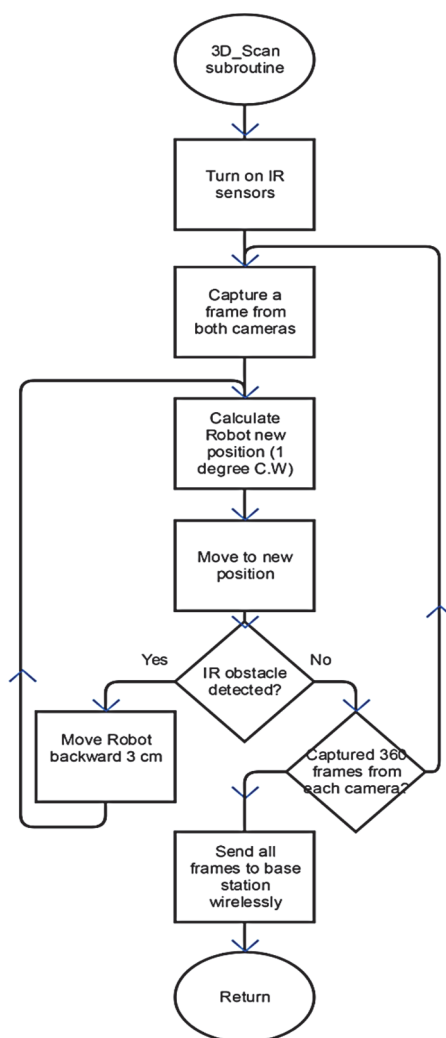 3D_Scan
subroutine
Turn on IR
sensors
Capture a
frame from
both cameras
Calculate
Robot new
position (1
degree C.W)
Move to new
position
IR obstacle
detected?
Yes
No
Move Robot
backward 3 cm
Captured 360
frames from
each camera?
Send all
frames to base
station
wirelessly
Return